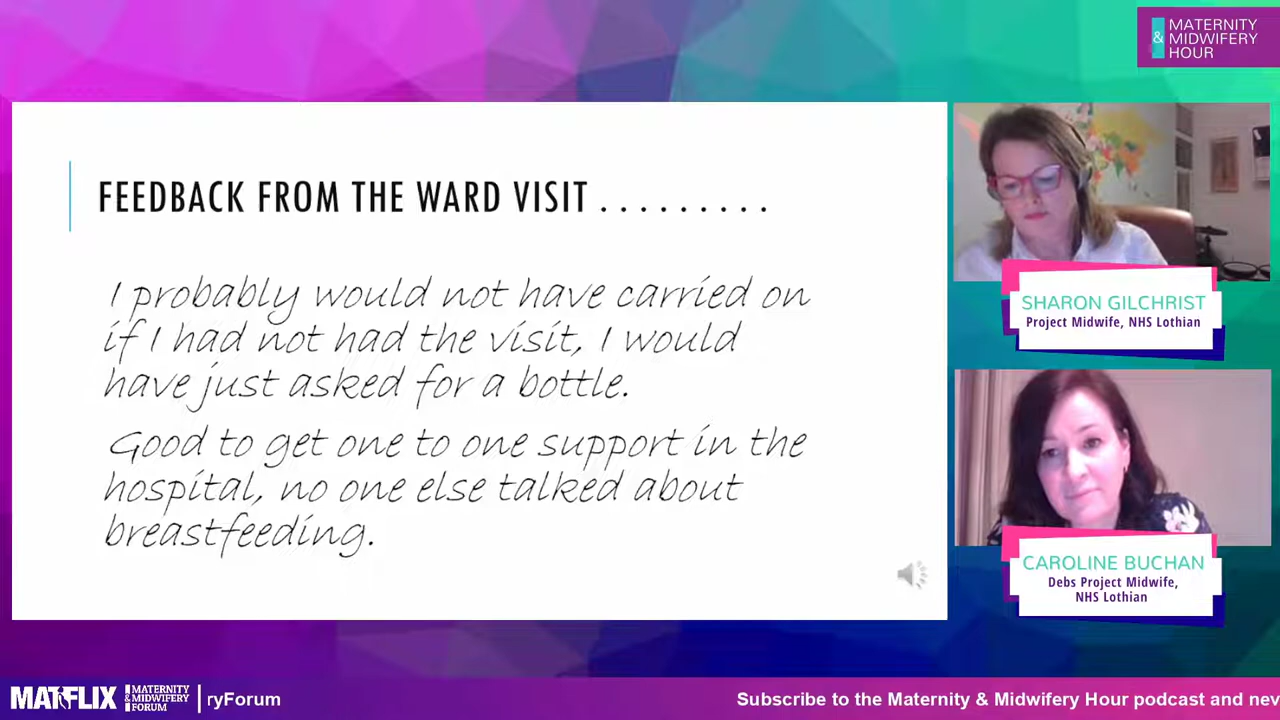 MATERNITY
& MIDWIFERY
HOUR
FEEDBACK FROM THE WARD VISIT . . . . . . . . .
I probably would not have carried on
if I had not had the visit, I would
have just asked for a bottle.
Good to get one to one support in the
hospital, no one else talked about
breastfeeding.
SHARON GILCHRIST
Project Midwife, NHS Lothian
CAROLINE BUCHAN
Debs Project Midwife,
NHS Lothian
MATFLIX
MATERNITY
& MIDWIFERY
FORUM
ryForum
Subscribe to the Maternity & Midwifery Hour podcast and nev